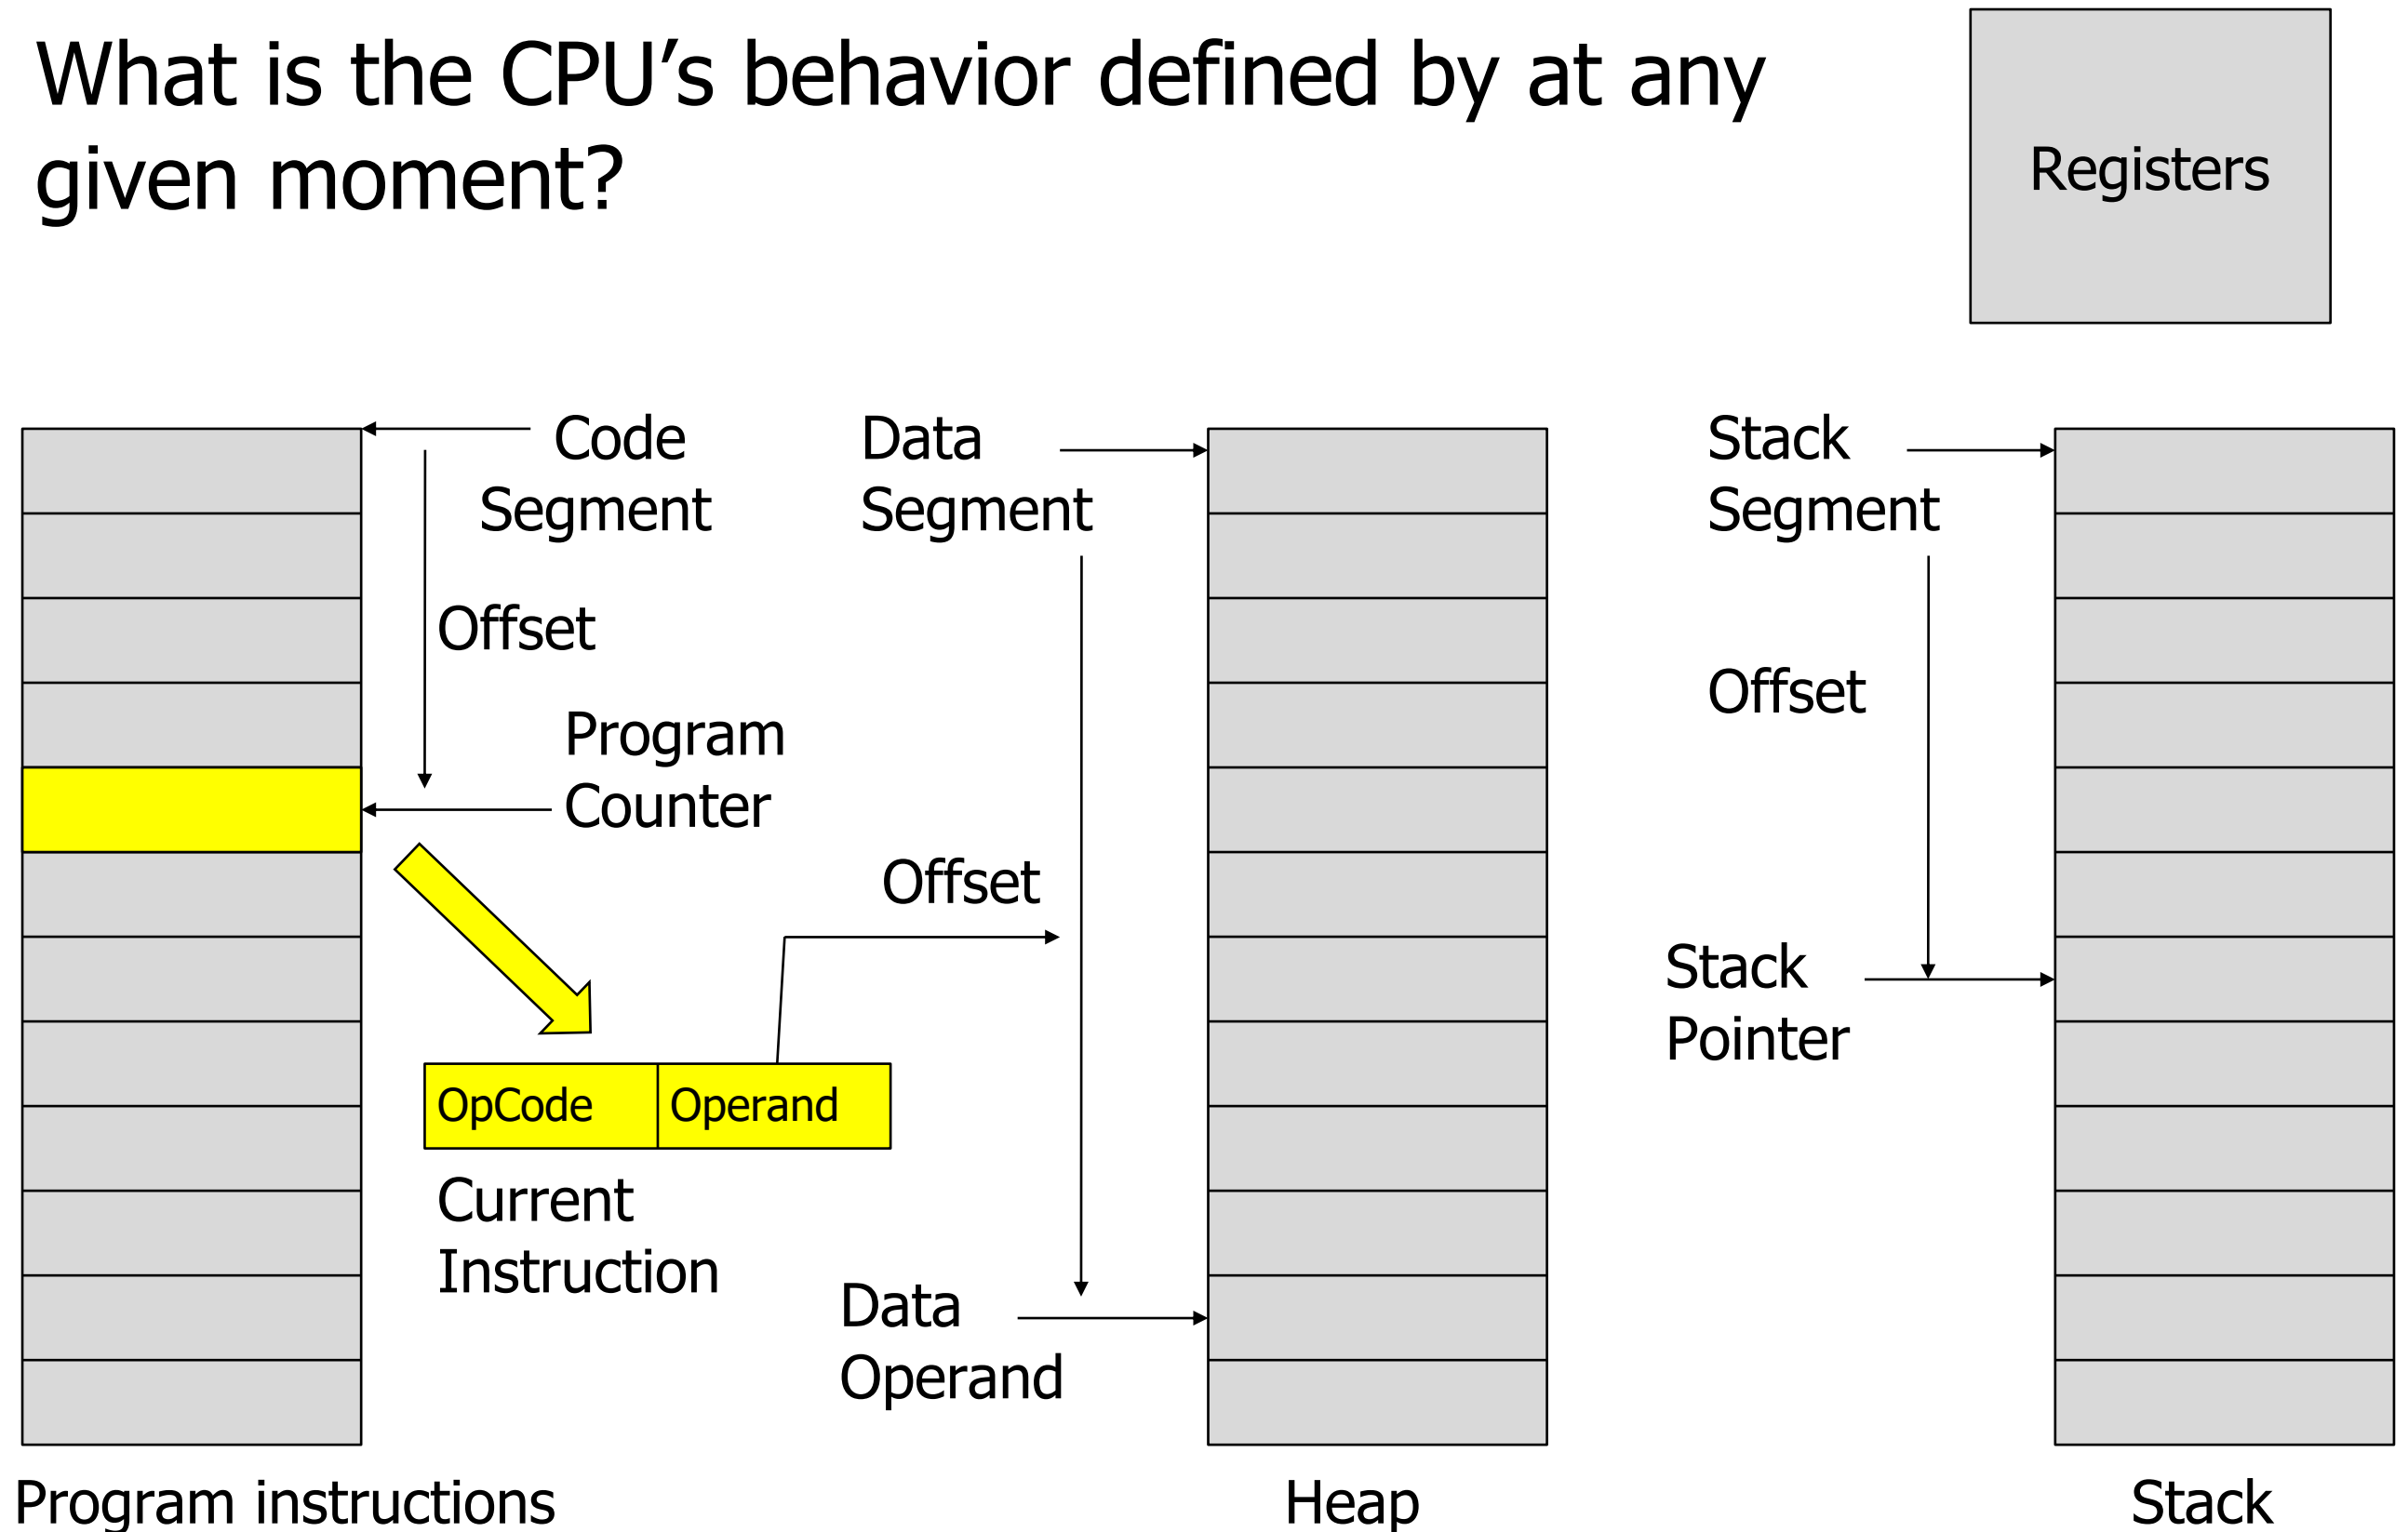 What is the CPU’s behavior defined by at any
given moment?
Registers
Code
Segment
Offset
Program
Counter
OpCode
Operand
Current
Instruction
Program instructions
Data
Segment
Offset
Data
Operand
Heap
Stack
Segment
Offset
Stack
Pointer
Stack